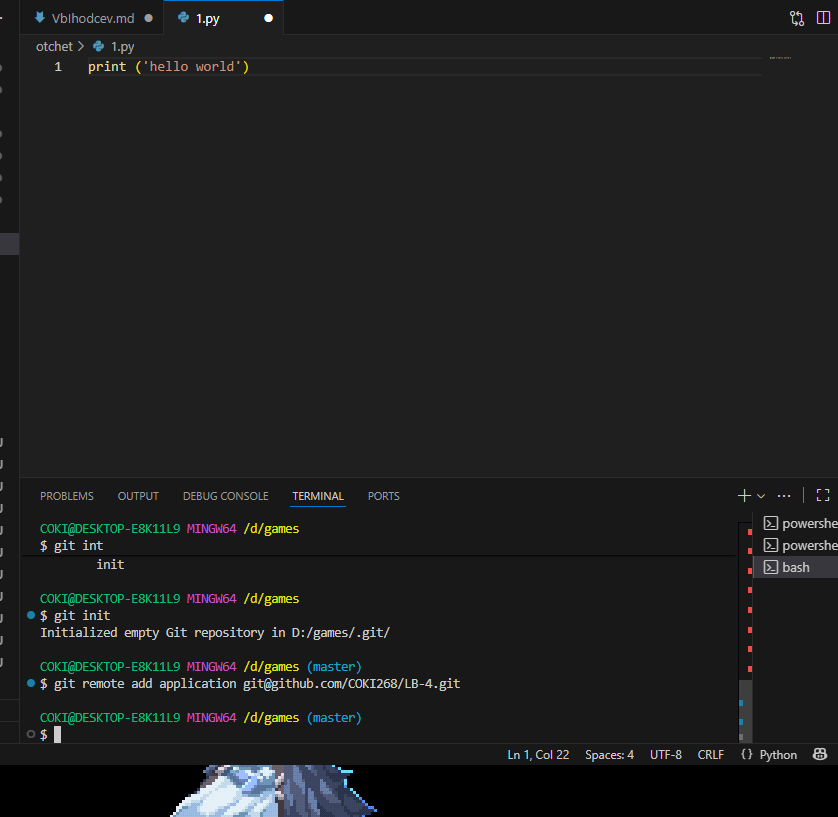 VbIhodcev.md
1.py
otchet > 1.py
1 print ('hello world')
PROBLEMS OUTPUT DEBUG CONSOLE TERMINAL PORTS
COKI@DESKTOP-E8K11L9 MINGW64 /d/games
$ git int
init
COKI@DESKTOP-E8K11L9 MINGW64 /d/games
$ git init
Initialized empty Git repository in D:/games/.git/
COKI@DESKTOP-E8K11L9 MINGW64 /d/games (master)
$ git remote add application git@github.com/COKI268/LB-4.git
COKI@DESKTOP-E8K11L9 MINGW64 /d/games (master)
$
powershe
powershe
bash
Ln 1, Col 22 Spaces: 4 UTF-8 CRLF {} Python